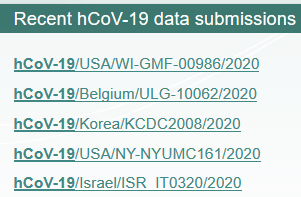 Recent hCoV-19 data submissions
hCoV-19/USA/WI-GMF-00986/2020
hCoV-19/Belgium/ULG-10062/2020
hCoV-19/Korea/KCDC2008/2020
hCoV-19/USA/NY-NYUMC161/2020
hCoV-19/Israel/ISR_IT0320/2020